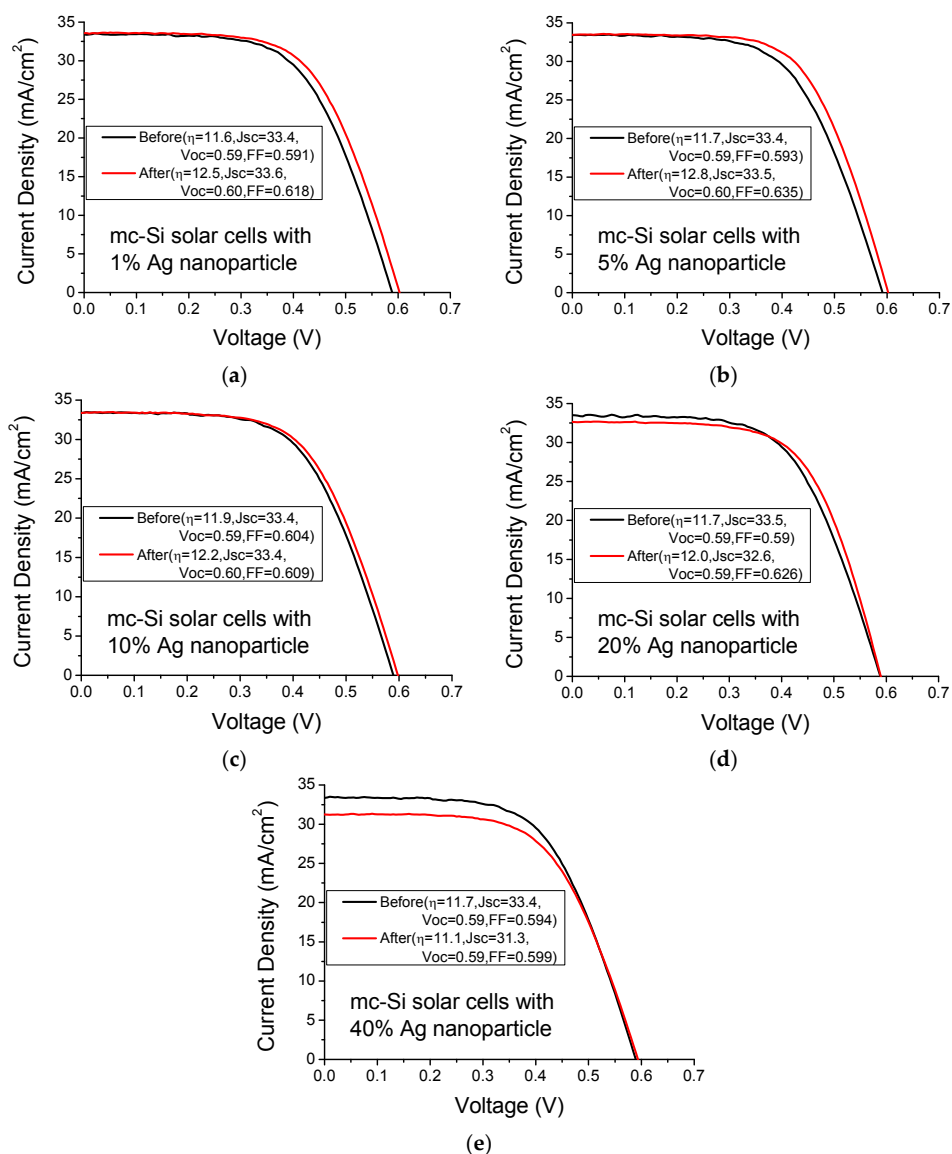 35
30
25
20
15
10
5
0
Current Density (mA/cm²)
Before(η=11.6,Jsc=33.4,
Voc=0.59,FF=0.591)
After(η=12.5,Jsc=33.6,
Voc=0.60,FF=0.618)
mc-Si solar cells with
1% Ag nanoparticle
0.0 0.1 0.2 0.3 0.4 0.5 0.6 0.7
Voltage (V)
(a)
35
30
25
20
15
10
5
0
Current Density (mA/cm²)
Before(η=11.7,Jsc=33.4,
Voc=0.59,FF=0.593)
After(η=12.8,Jsc=33.5,
Voc=0.60,FF=0.635)
mc-Si solar cells with
5% Ag nanoparticle
0.0 0.1 0.2 0.3 0.4 0.5 0.6 0.7
Voltage (V)
(b)
35
30
25
20
15
10
5
0
Current Density (mA/cm²)
Before(η=11.9,Jsc=33.4,
Voc=0.59,FF=0.604)
After(η=12.2,Jsc=33.4,
Voc=0.60,FF=0.609)
mc-Si solar cells with
10% Ag nanoparticle
0.0 0.1 0.2 0.3 0.4 0.5 0.6 0.7
Voltage (V)
(c)
35
30
25
20
15
10
5
0
Current Density (mA/cm²)
Before(η=11.7,Jsc=33.5,
Voc=0.59,FF=0.59)
After(η=12.0,Jsc=32.6,
Voc=0.59,FF=0.626)
mc-Si solar cells with
20% Ag nanoparticle
0.0 0.1 0.2 0.3 0.4 0.5 0.6 0.7
Voltage (V)
(d)
35
30
25
20
15
10
5
0
Current Density (mA/cm²)
Before(η=11.7,Jsc=33.4,
Voc=0.59,FF=0.594)
After(η=11.1,Jsc=31.3,
Voc=0.59,FF=0.599)
mc-Si solar cells with
40% Ag nanoparticle
0.0 0.1 0.2 0.3 0.4 0.5 0.6 0.7
Voltage (V)
(e)